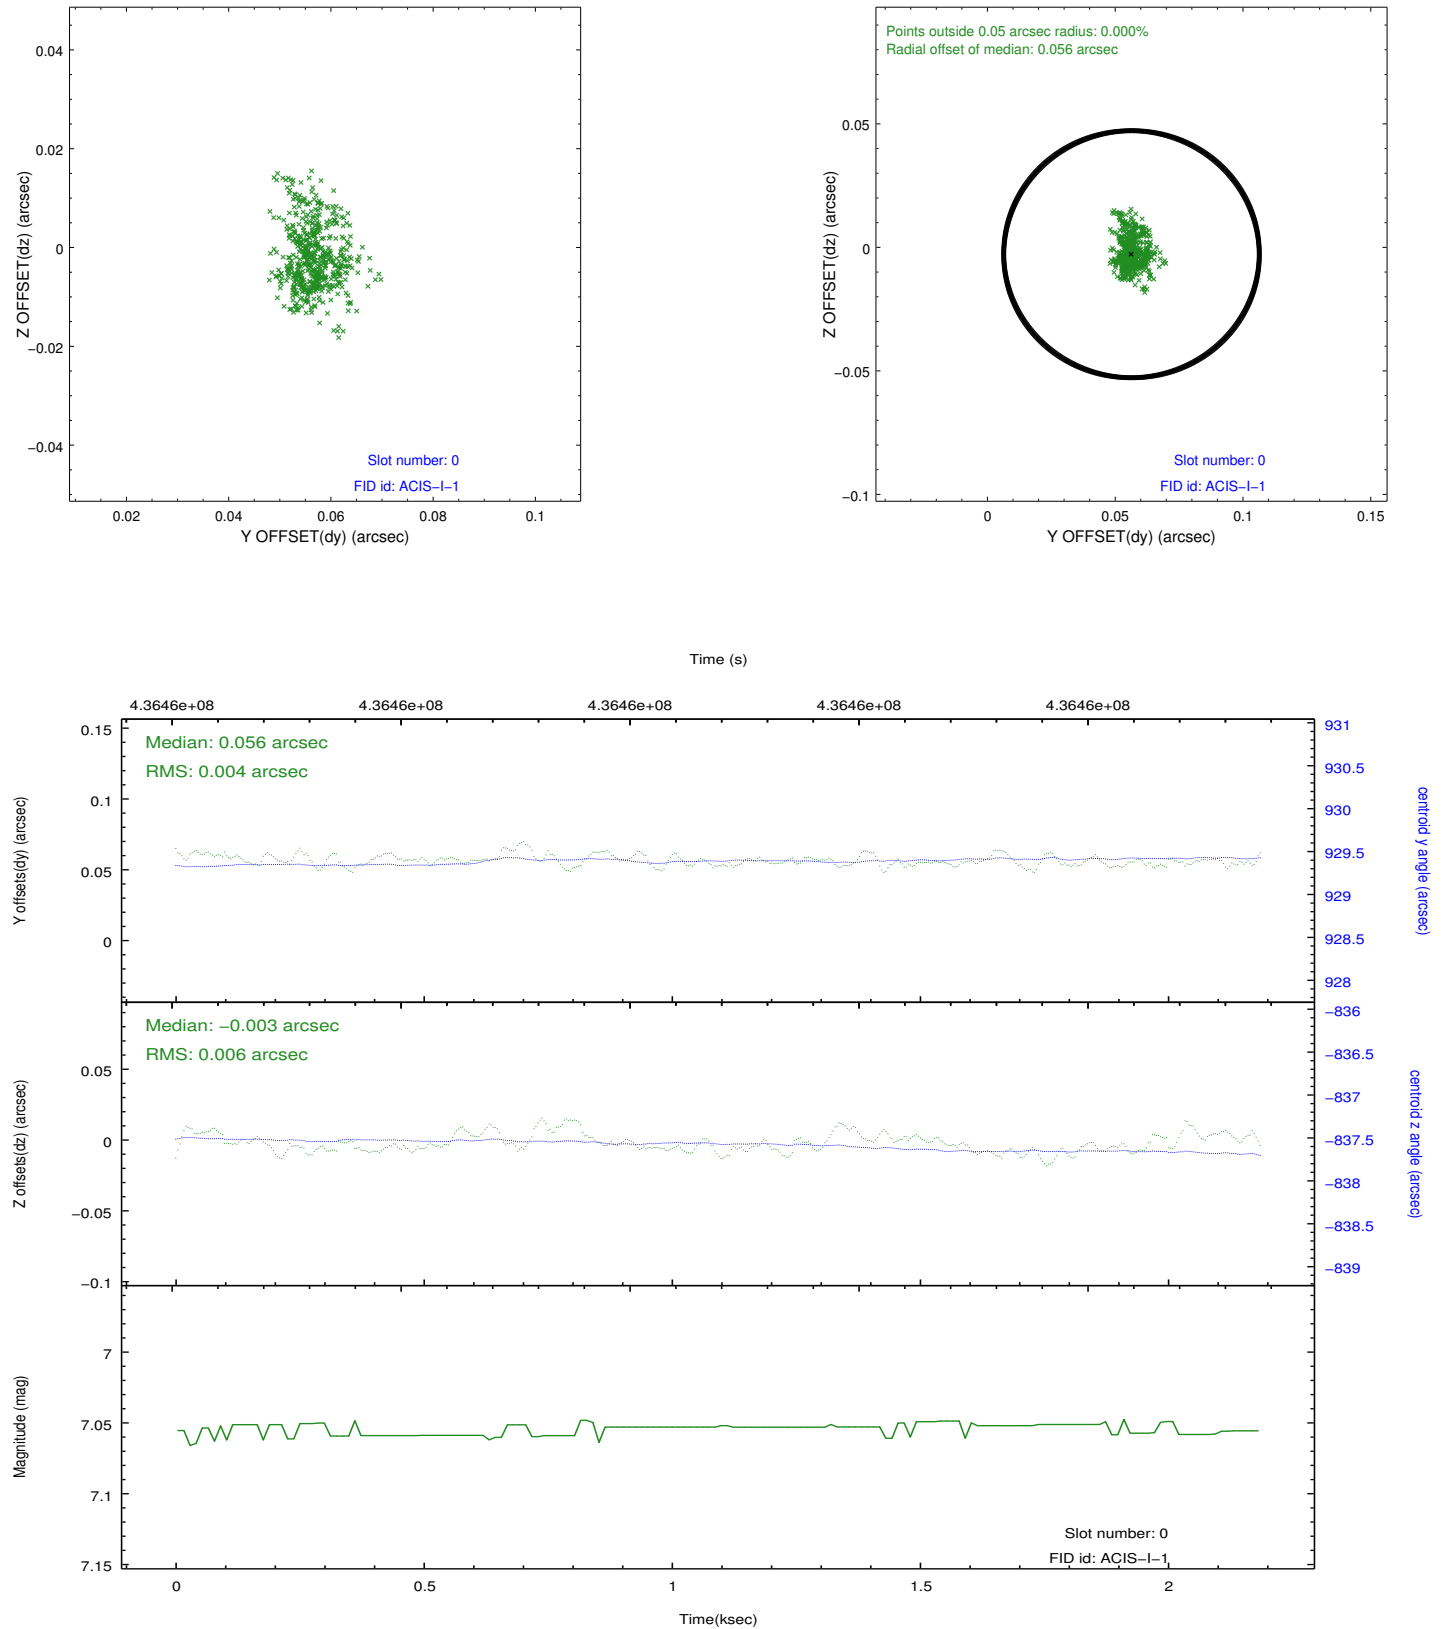 0.04
0.02
0
−0.02
−0.04
Z OFFSET(dz) (arcsec)
Slot number: 0
FID id: ACIS−I−1
0.02
0.04
0.06
0.08
0.1
Y OFFSET(dy) (arcsec)
Points outside 0.05 arcsec radius: 0.000%
Radial offset of median: 0.056 arcsec
0.05
0
−0.05
−0.1
Z OFFSET(dz) (arcsec)
Slot number: 0
FID id: ACIS−I−1
0
0.05
0.1
0.15
Y OFFSET(dy) (arcsec)
Time (s)
4.3646e+08
4.3646e+08
4.3646e+08
4.3646e+08
4.3646e+08
Median: 0.056 arcsec
RMS: 0.004 arcsec
0.15
0.1
0.05
0
Y offsets(dy) (arcsec)
931
930.5
930
929.5
929
928.5
928
centroid y angle (arcsec)
Median: −0.003 arcsec
RMS: 0.006 arcsec
0.05
0
−0.05
−0.1
Z offsets(dz) (arcsec)
−836
−836.5
−837
−837.5
−838
−838.5
−839
centroid z angle (arcsec)
7
7.05
7.1
7.15
Magnitude (mag)
Slot number: 0
FID id: ACIS−I−1
0
0.5
1
1.5
2
Time(ksec)